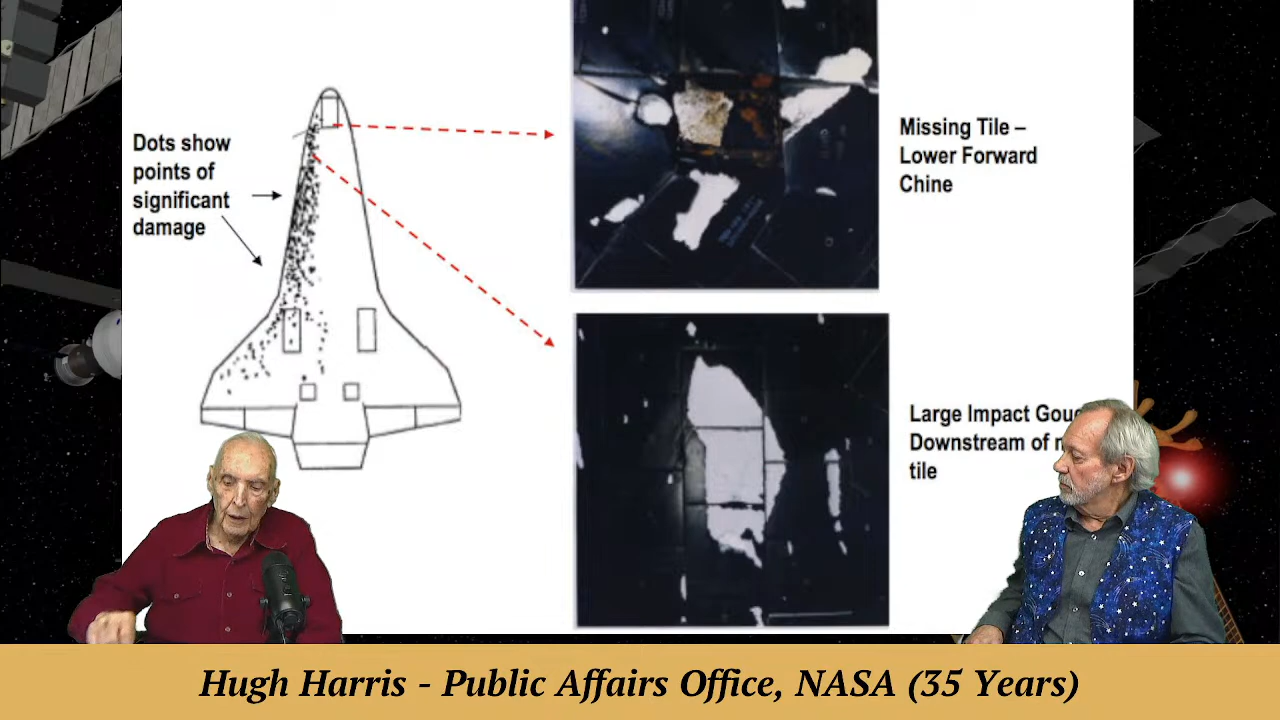 Dots show
points of
significant
damage
Missing Tile –
Lower Forward
Chine
Large Impact
Downstream of
tile
Hugh Harris - Public Affairs Office, NASA (35 Years)